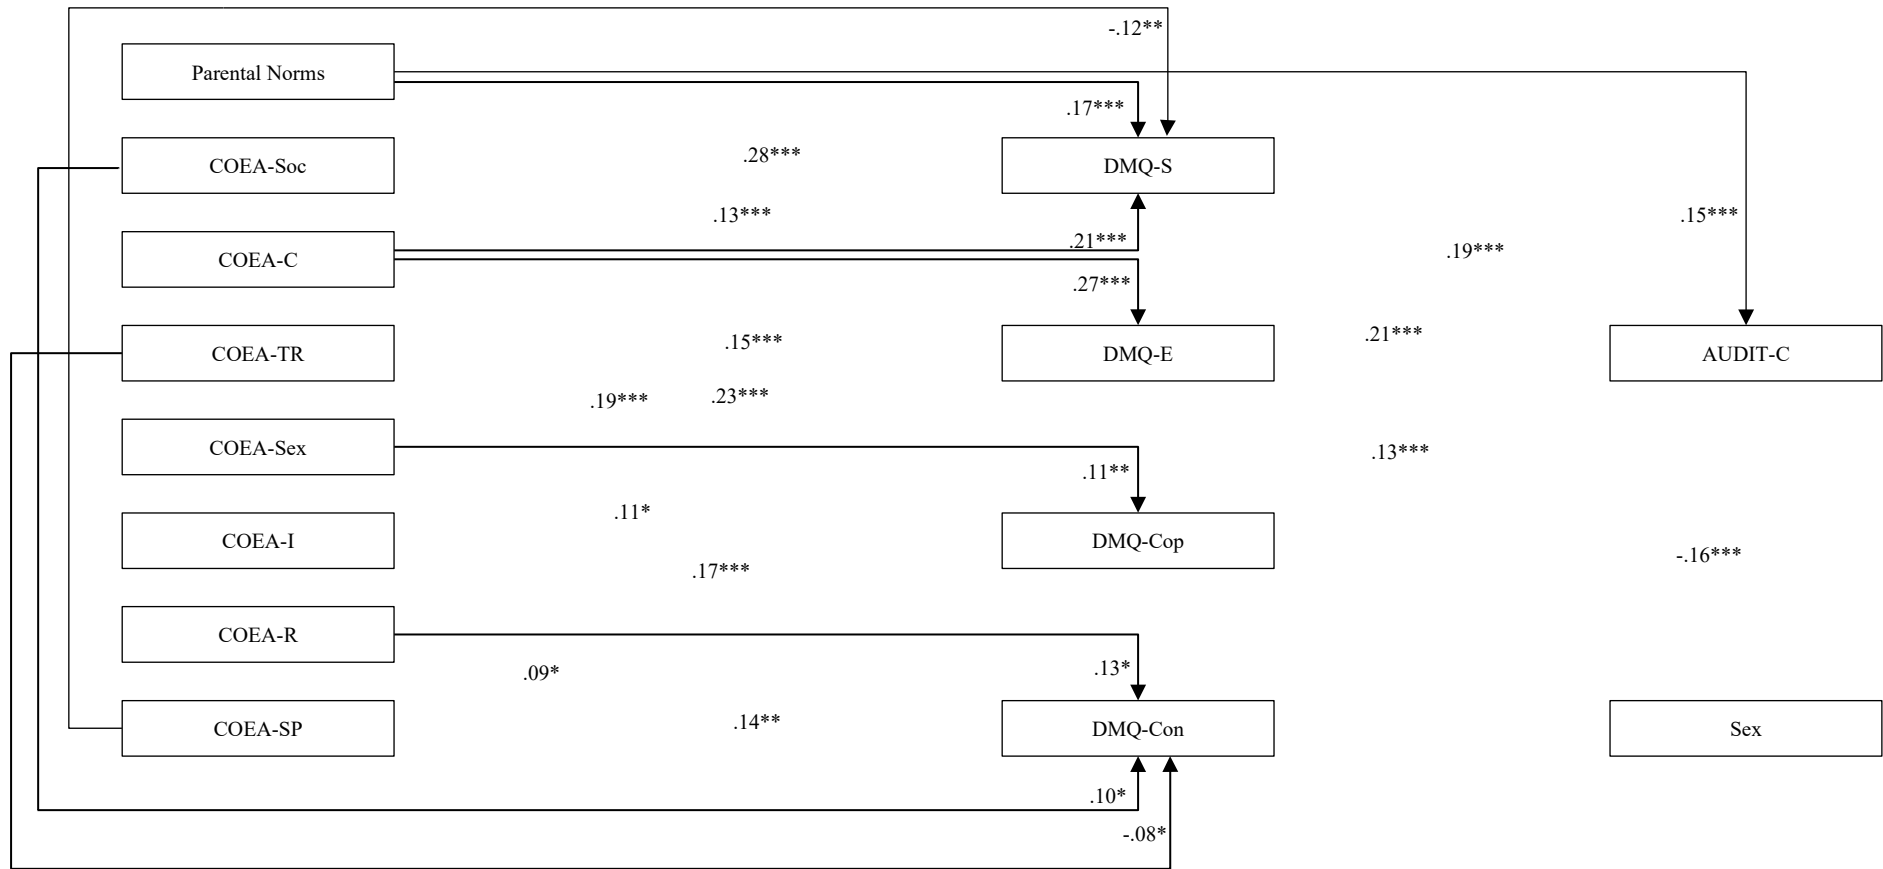 -.12**
Parental Norms
.17***
COEA-Soc
.28***
DMQ-S
.13***
.15***
.21***
.19***
COEA-C
.27***
.15***
.21***
COEA-TR
DMQ-E
AUDIT-C
.19***
.23***
COEA-Sex
.13***
.11**
.11*
COEA-I
DMQ-Cop
-.16***
.17***
COEA-R
.13*
.09*
COEA-SP
.14**
DMQ-Con
Sex
.10*
-.08*